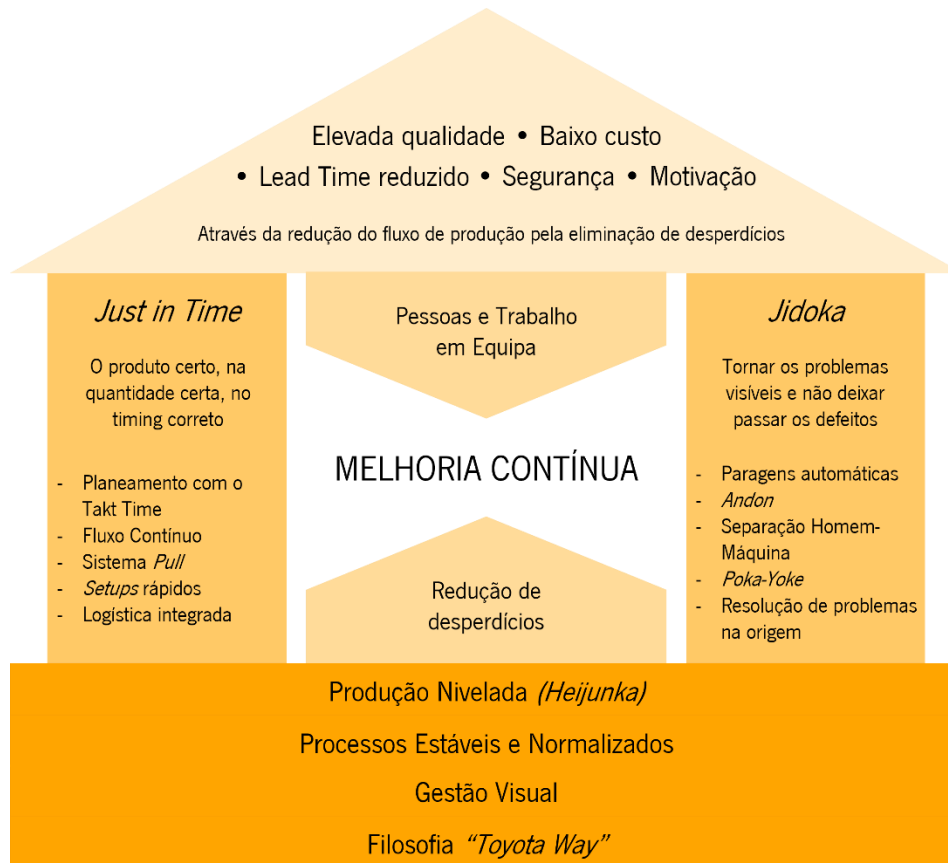 Elevada qualidade • Baixo custo
• Lead Time reduzido • Segurança • Motivação
Através da redução do fluxo de produção pela eliminação de desperdícios
Just in Time
O produto certo, na
quantidade certa, no
timing correto
- Planeamento com o
Takt Time
- Fluxo Contínuo
- Sistema Pull
- Setups rápidos
- Logística integrada
Pessoas e Trabalho
em Equipa
MELHORIA CONTÍNUA
Redução de
desperdícios
Jidoka
Tornar os problemas
visíveis e não deixar
passar os defeitos
- Paragens automáticas
- Andon
- Separação Homem-
Máquina
- Poka-Yoke
- Resolução de problemas
na origem
Produção Nivelada (Heijunka)
Processos Estáveis e Normalizados
Gestão Visual
Filosofia “Toyota Way”